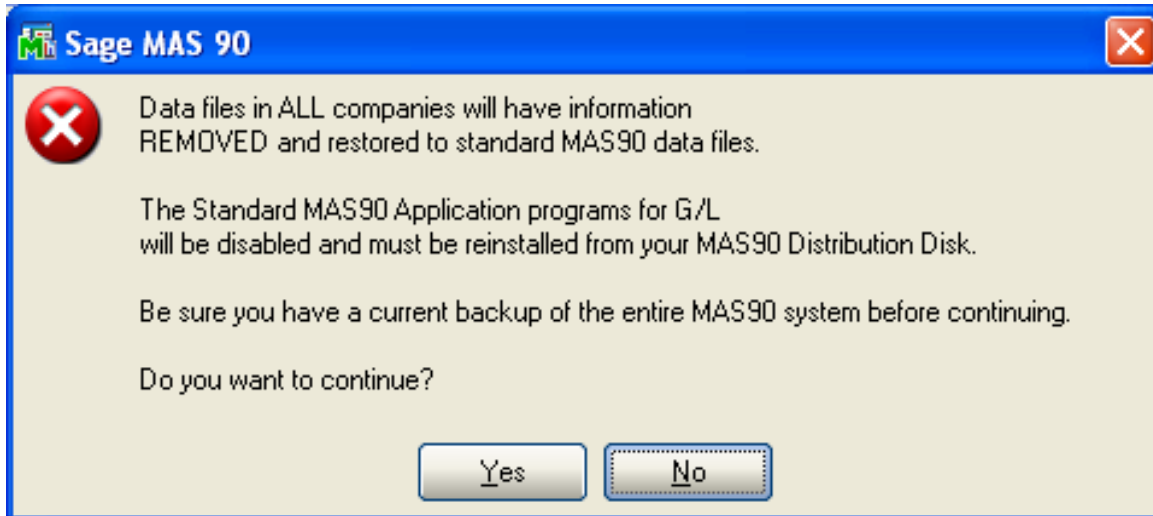 Sage MAS 90
Data files in ALL companies will have information
REMOVED and restored to standard MAS90 data files.
The Standard MAS90 Application programs for G/L
will be disabled and must be reinstalled from your MAS90 Distribution Disk.
Be sure you have a current backup of the entire MAS90 system before continuing.
Do you want to continue?
Yes
No